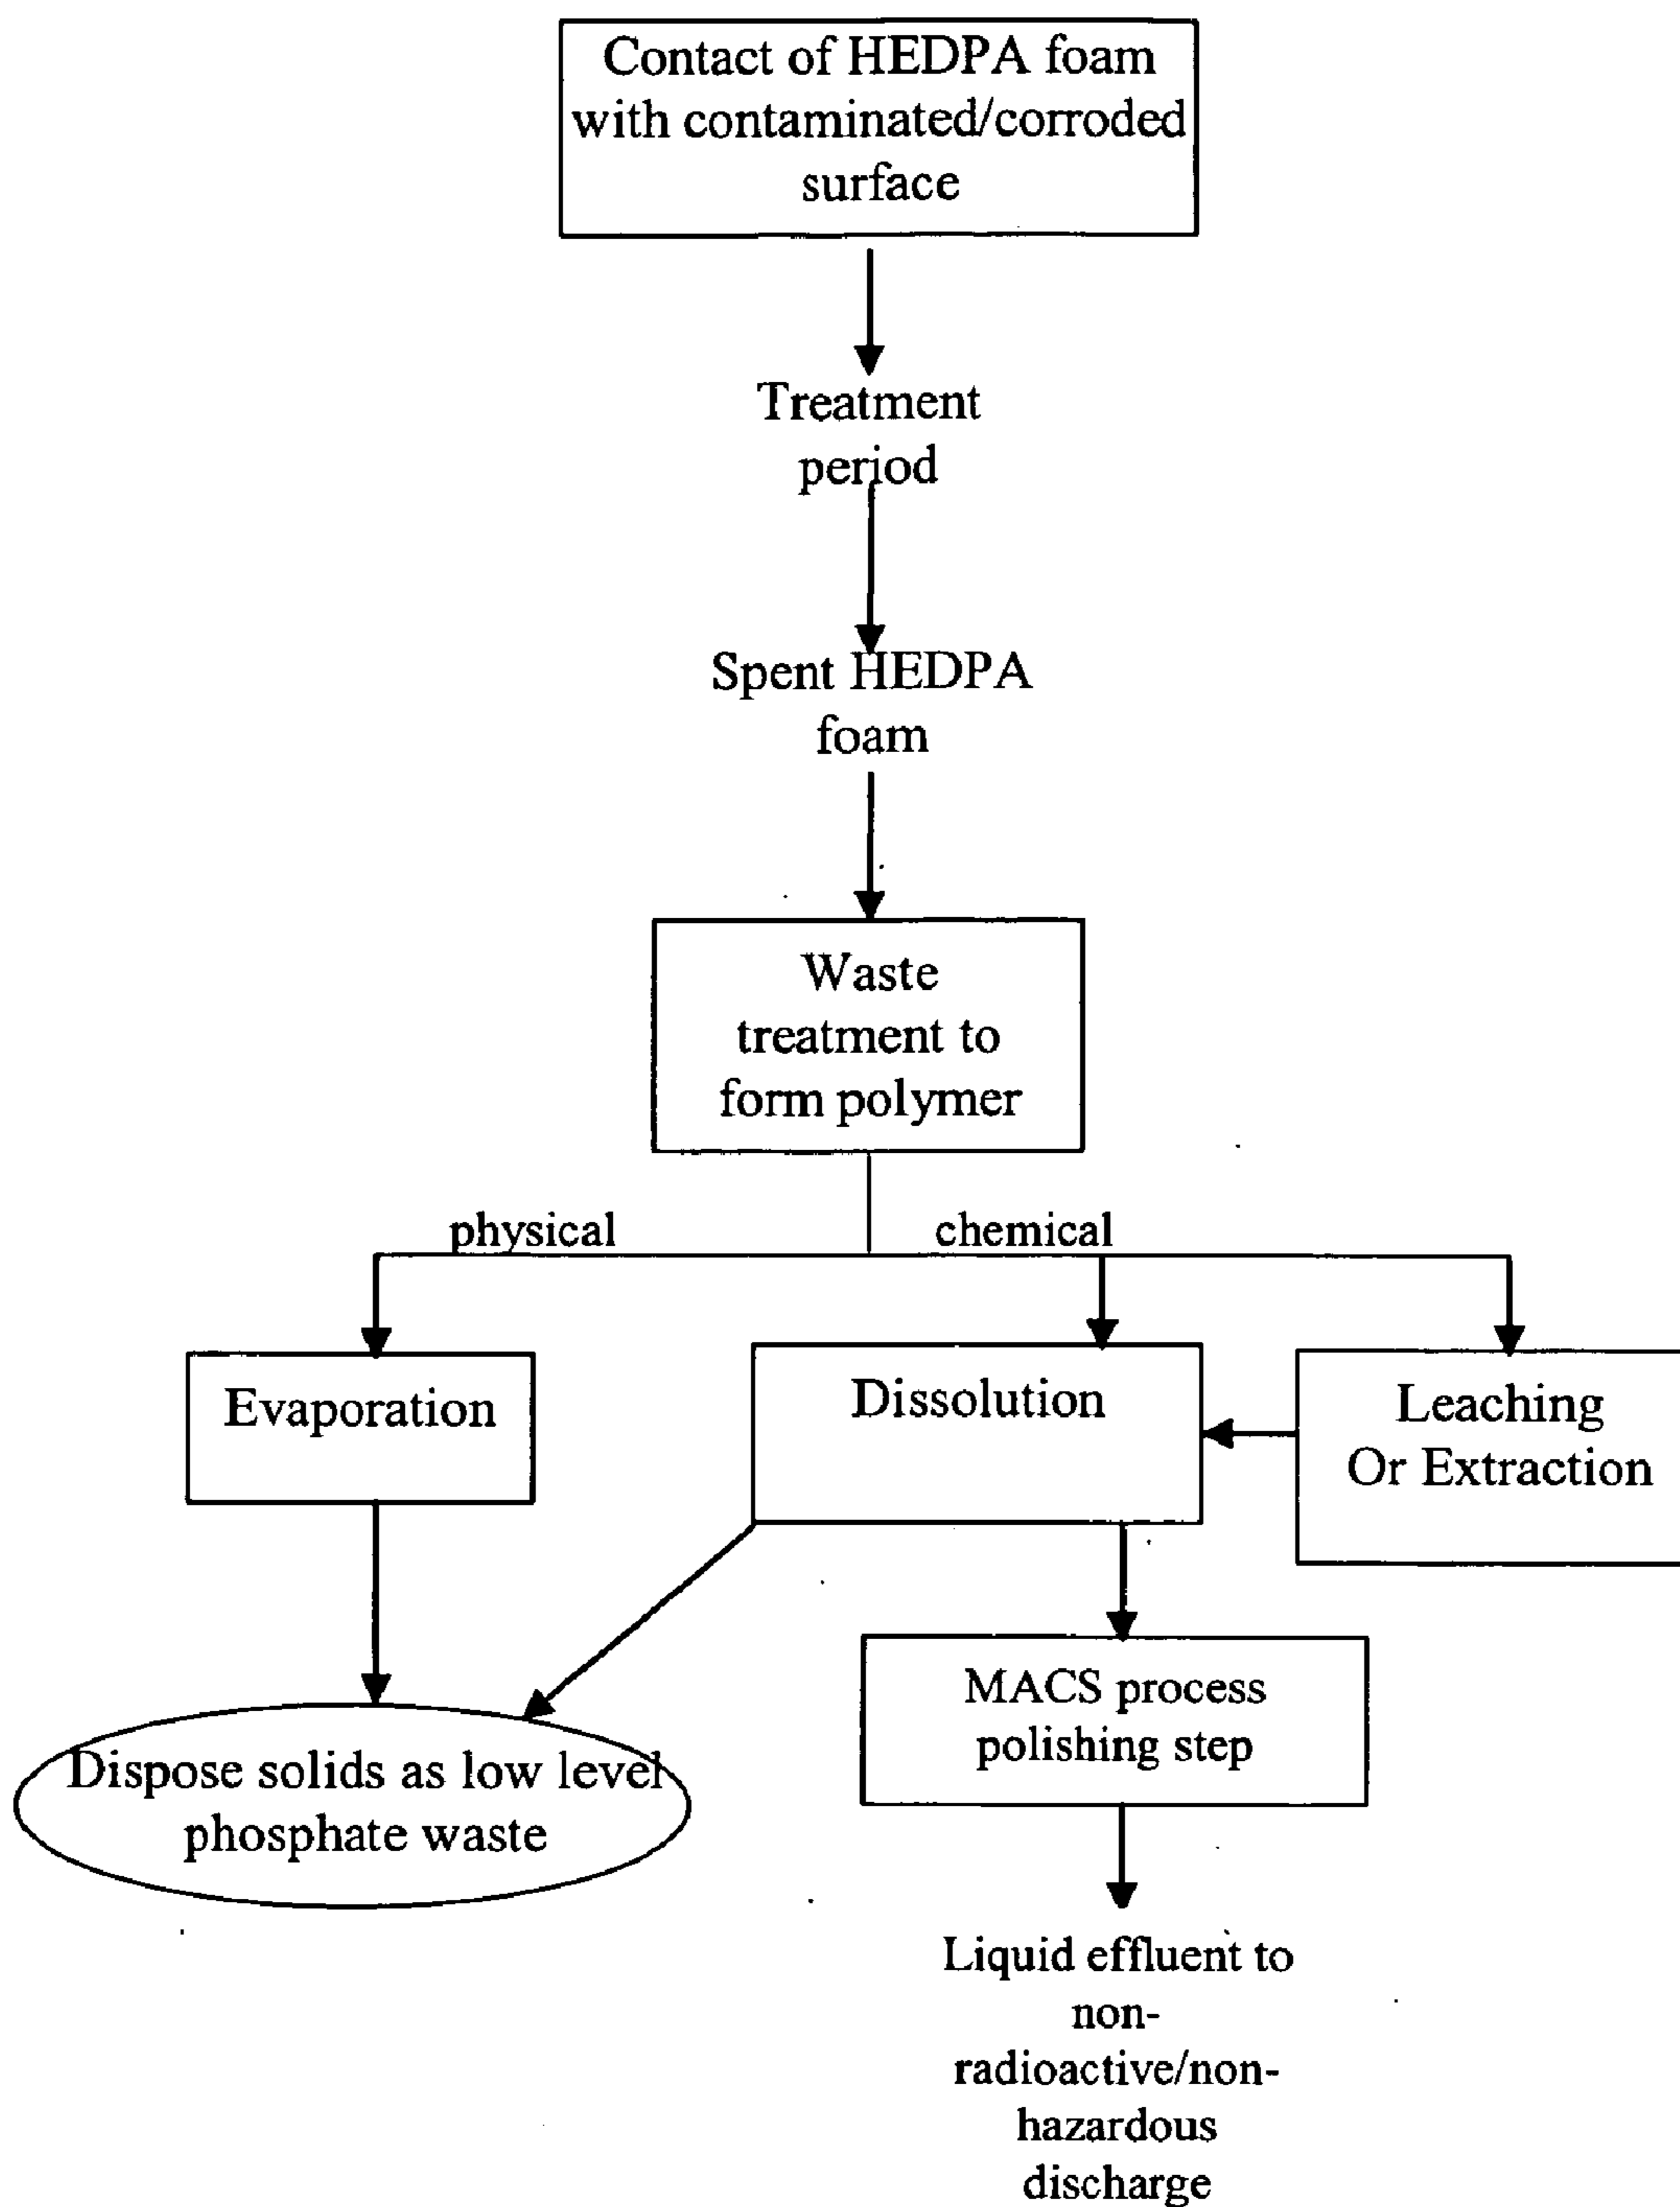 Contact of HEDPA foam
with contaminated/corroded
surface
Treatment
period
Spent HEDPA
foam
Waste
treatment to
form polymer
physical
chemical
Evaporation
Dissolution
Leaching
Or Extraction
MACS process
polishing step
Dispose solids as low level
phosphate waste
Liquid effluent to
non-
radioactive/non-
hazardous
discharge